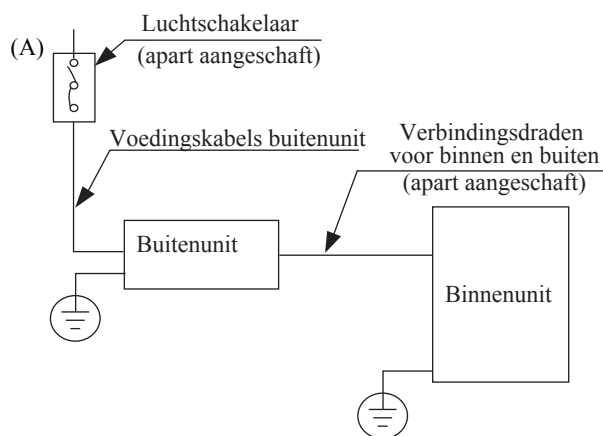 (A)
Luchtschakelaar
(apart aangeschaft)
Voedingskabels buitenunit
Verbindingsdraden
voor binnen en buiten
(apart aangeschaft)
Buitenunit
Binnenunit